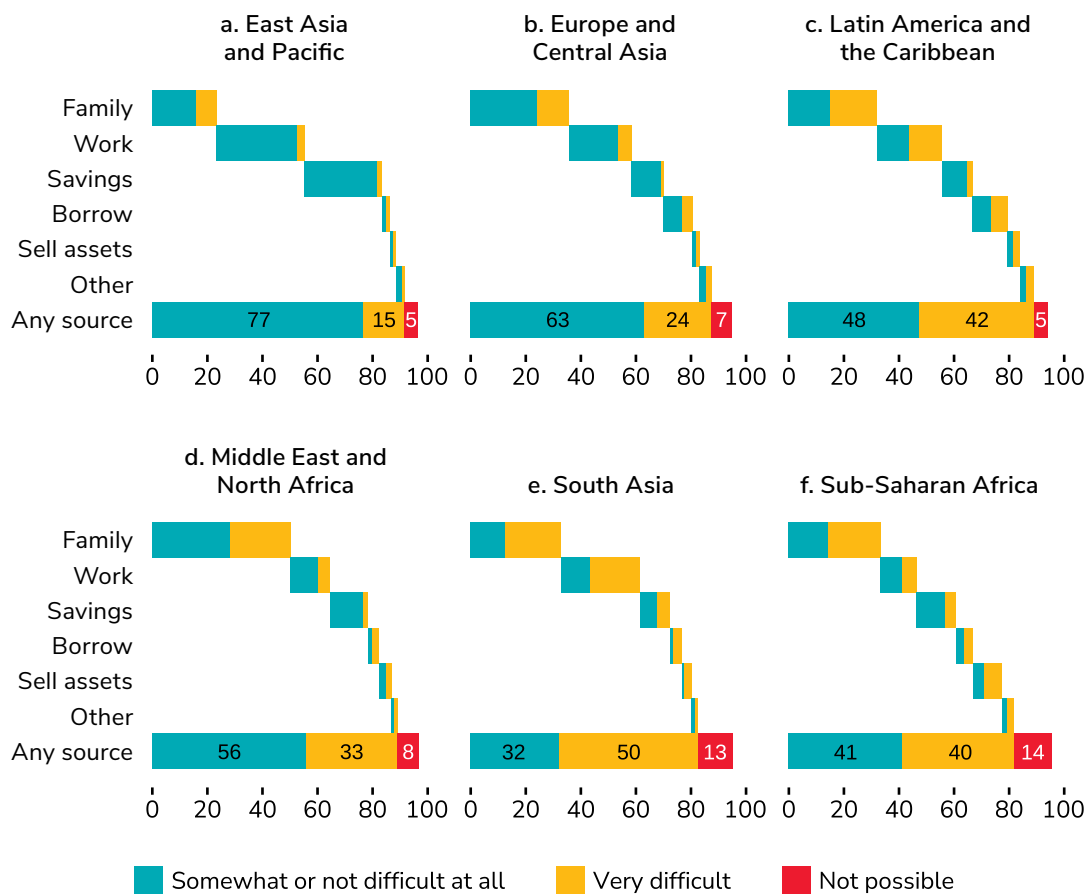 a. East Asia
and Pacific
b. Europe and
Central Asia
c. Latin America and
the Caribbean
Family
Work
Savings
Borrow
Sell assets
Other
Any source
77 15 5
63 24 7
48 42 5
0 20 40 60 80 100
0 20 40 60 80 100
0 20 40 60 80 100
d. Middle East and
North Africa
e. South Asia
f. Sub-Saharan Africa
Family
Work
Savings
Borrow
Sell assets
Other
Any source
56 33 8
32 50 13
41 40 14
0 20 40 60 80 100
0 20 40 60 80 100
0 20 40 60 80 100
Somewhat or not difficult at all
Very difficult
Not possible